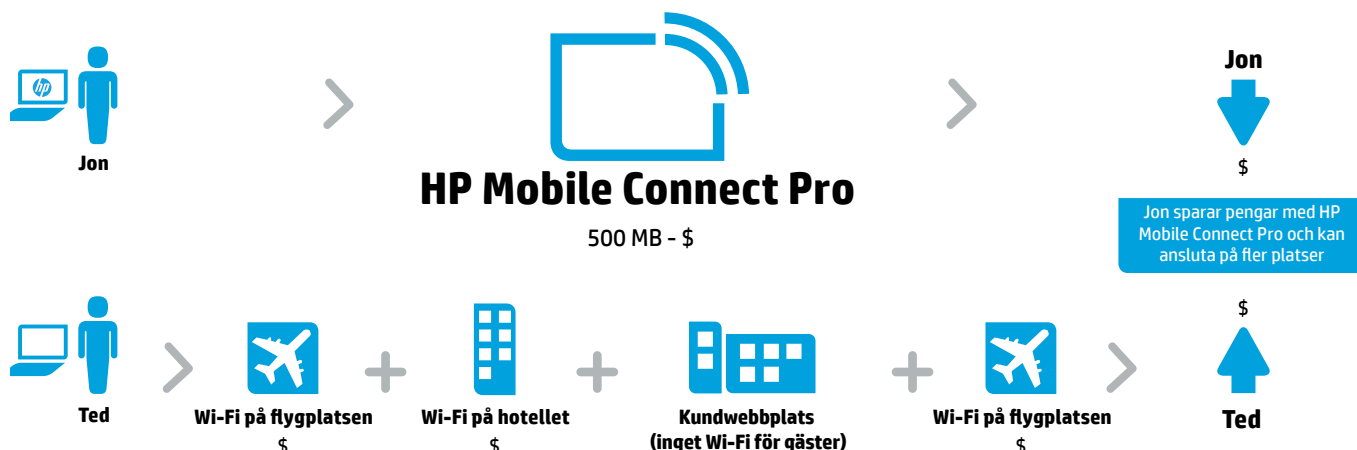 hp
Jon
HP Mobile Connect Pro
500 MB - $
Jon
$
Jon sparar pengar med HP
Mobile Connect Pro och kan
ansluta på fler platser
$
Ted
Ted
Wi-Fi på flygplatsen
$
Wi-Fi på hotellet
$
Kundwebbplats
(inget Wi-Fi för gäster)
Wi-Fi på flygplatsen
$